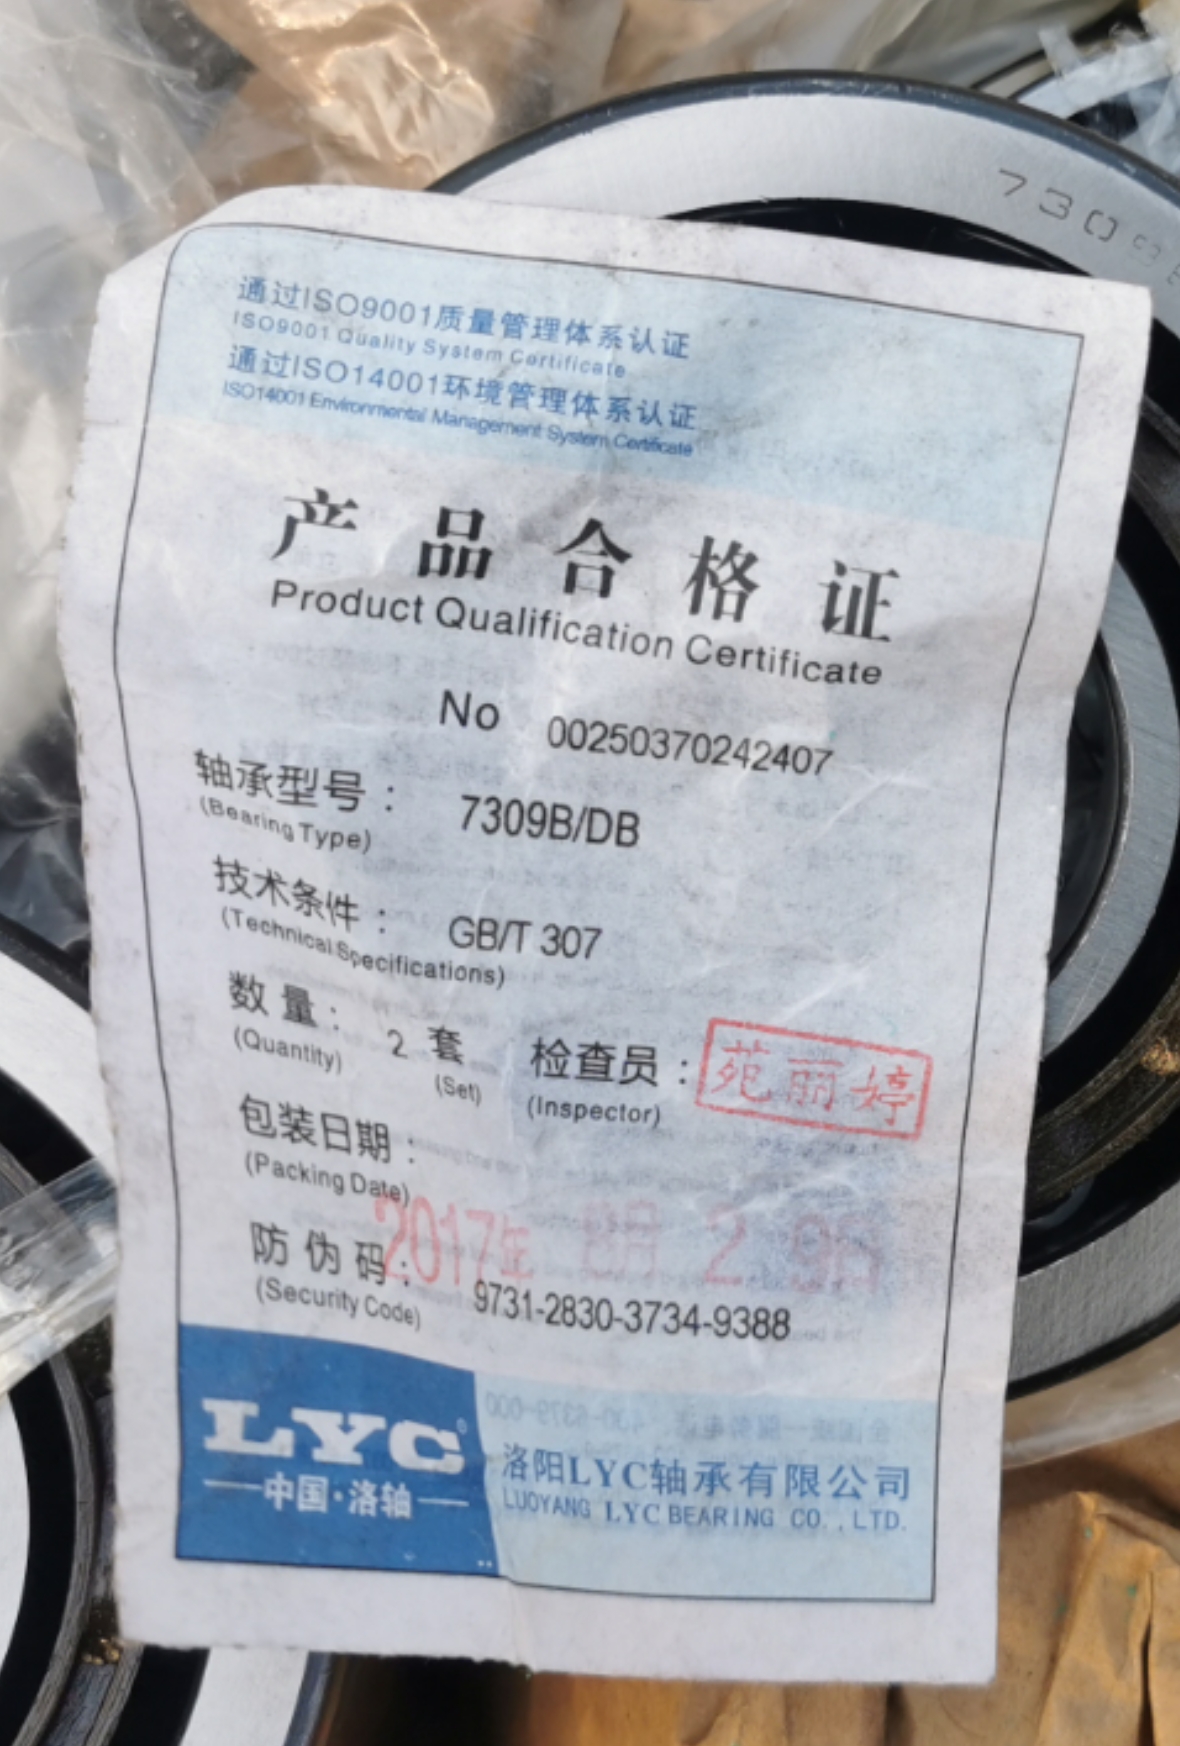 730
通过ISO9001质量管理体系认证
ISO9001 Quality System Certificate
通过ISO14001环境管理体系认证
ISO14001 Environmental Management System Certificate
产品合格证
Product Qualification Certificate
No 00250370242407
轴承型号： 7309B/DB
(Bearing Type)
技术条件： GB/T 307
(Technical Specifications)
数量： 2 套 检查员： 苑丽婷
(Quantity) (Set) (Inspector)
包装日期：
(Packing Date)
2017年
防伪码： 9731-2830-3734-9388
(Security Code)
LYC
中国·洛轴
洛阳LYC轴承有限公司
LUOYANG LYC BEARING CO.,LTD.